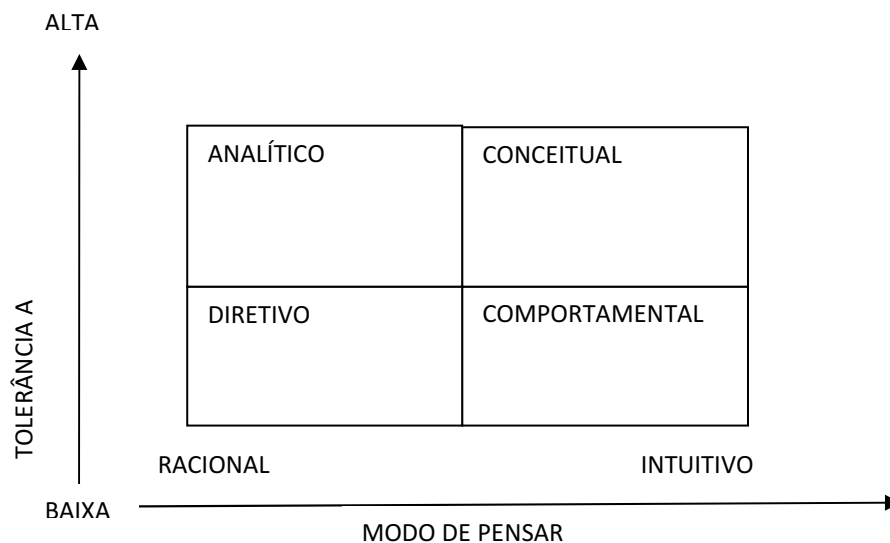 ALTA
ANALÍTICO
CONCEITUAL
DIRETIVO
COMPORTAMENTAL
TOLERÂNCIA A
RACIONAL
INTUITIVO
BAIXA
MODO DE PENSAR